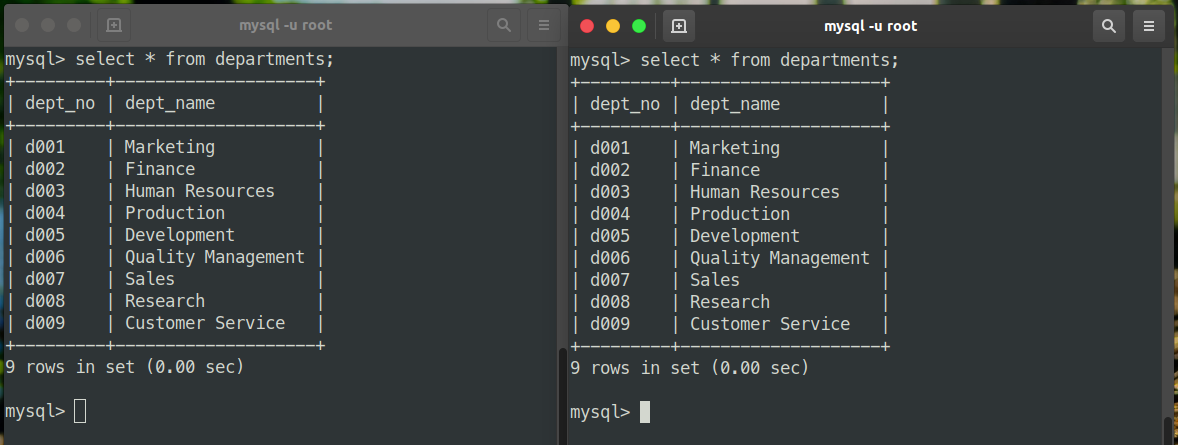 mysql -u root
mysql> select * from departments;
+---------+--------------------+
| dept_no | dept_name          |
+---------+--------------------+
| d001    | Marketing          |
| d002    | Finance            |
| d003    | Human Resources    |
| d004    | Production         |
| d005    | Development        |
| d006    | Quality Management |
| d007    | Sales              |
| d008    | Research           |
| d009    | Customer Service   |
+---------+--------------------+
9 rows in set (0.00 sec)
mysql>
mysql -u root
mysql> select * from departments;
+---------+--------------------+
| dept_no | dept_name          |
+---------+--------------------+
| d001    | Marketing          |
| d002    | Finance            |
| d003    | Human Resources    |
| d004    | Production         |
| d005    | Development        |
| d006    | Quality Management |
| d007    | Sales              |
| d008    | Research           |
| d009    | Customer Service   |
+---------+--------------------+
9 rows in set (0.00 sec)
mysql>